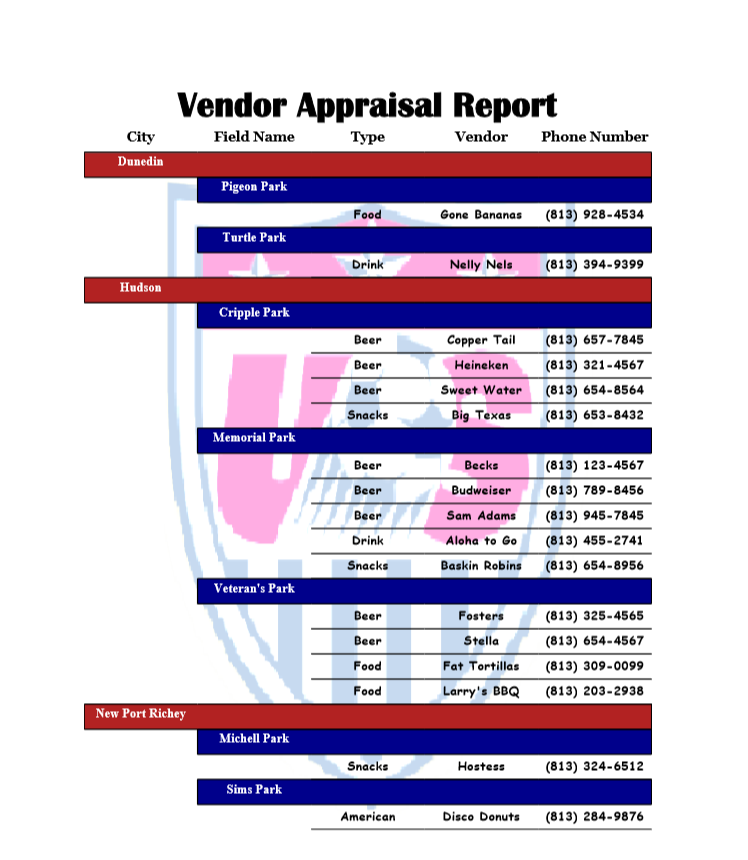 Vendor Appraisal Report
City Field Name Type Vendor Phone Number
Dunedin
Pigeon Park
Food Gone Bananas (813) 928-4534
Turtle Park
Drink Nelly Nels (813) 394-9399
Hudson
Cripple Park
Beer Copper Tail (813) 657-7845
Beer Heineken (813) 321-4567
Beer Sweet Water (813) 654-8564
Snacks Big Texas (813) 653-8432
Memorial Park
Beer Becks (813) 123-4567
Beer Budweiser (813) 789-8456
Beer Sam Adams (813) 945-7845
Drink Aloha to Go (813) 455-2741
Snacks Baskin Robins (813) 654-8956
Veteran's Park
Beer Fosters (813) 325-4565
Beer Stella (813) 654-4567
Food Fat Tortillas (813) 309-0099
Food Larry's BBQ (813) 203-2938
New Port Richey
Michell Park
Snacks Hostess (813) 324-6512
Sims Park
American Disco Donuts (813) 284-9876
US